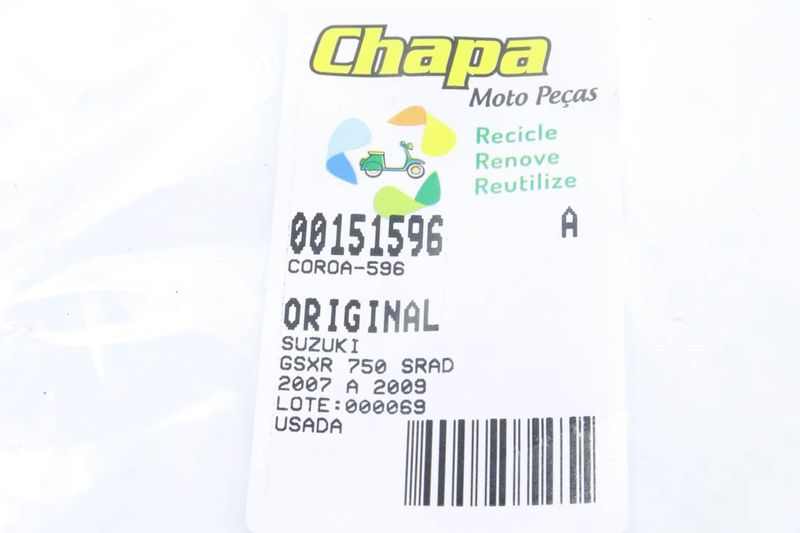 Chapa
Moto Peças
Recicle
Renove
Reutilize
00151596 A
COROA-596
ORIGINAL
SUZUKI
GSXR 750 SRAD
2007 A 2009
LOTE:000069
USADA